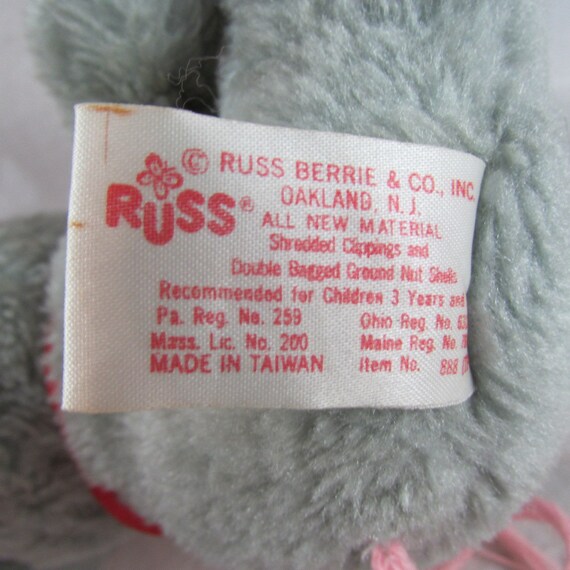 © RUSS BERRIE & CO., INC.
RUSS®
OAKLAND, N.J.
ALL NEW MATERIAL
Shredded Clippings and
Double Bagged Ground Nut Shells
Recommended for Children 3 Years and
Pa. Reg. No. 259 Ohio Reg. No.
Mass. Lic. No. 200 Maine Reg. No.
MADE IN TAIWAN Item No. 888